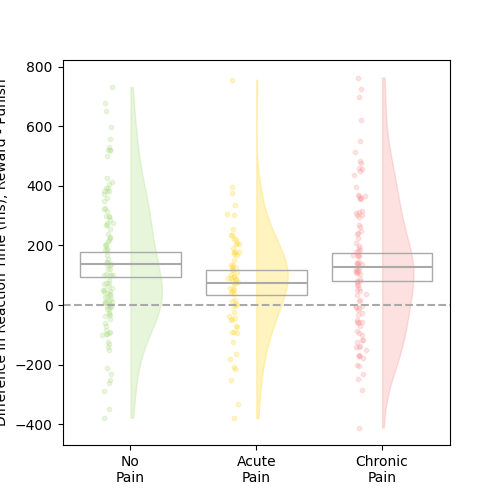 Difference in Reaction Time (ms), Reward - Punish
800
600
400
200
0
−200
−400
No
Pain
Acute
Pain
Chronic
Pain